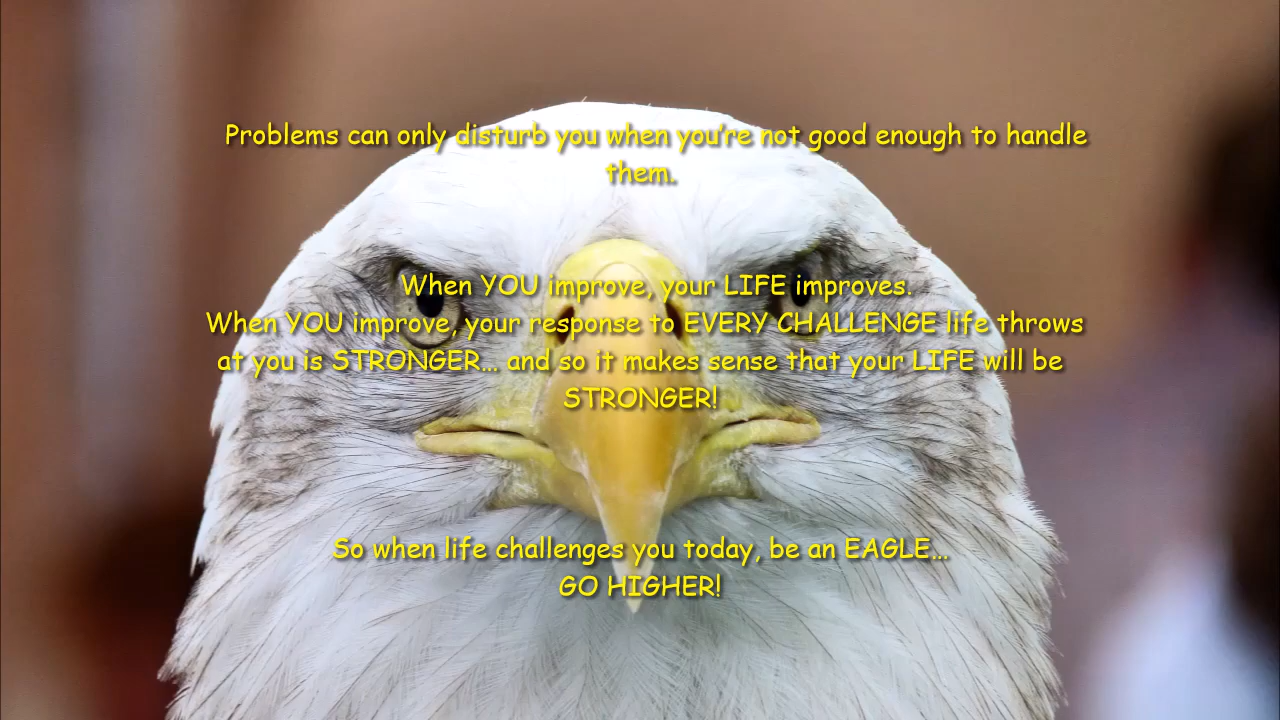 Problems can only disturb you when you're not good enough to handle
them.
When YOU improve, your LIFE improves.
When YOU improve, your response to EVERY CHALLENGE life throws
at you is STRONGER... and so it makes sense that your LIFE will be
STRONGER!
So when life challenges you today, be an EAGLE...
GO HIGHER!